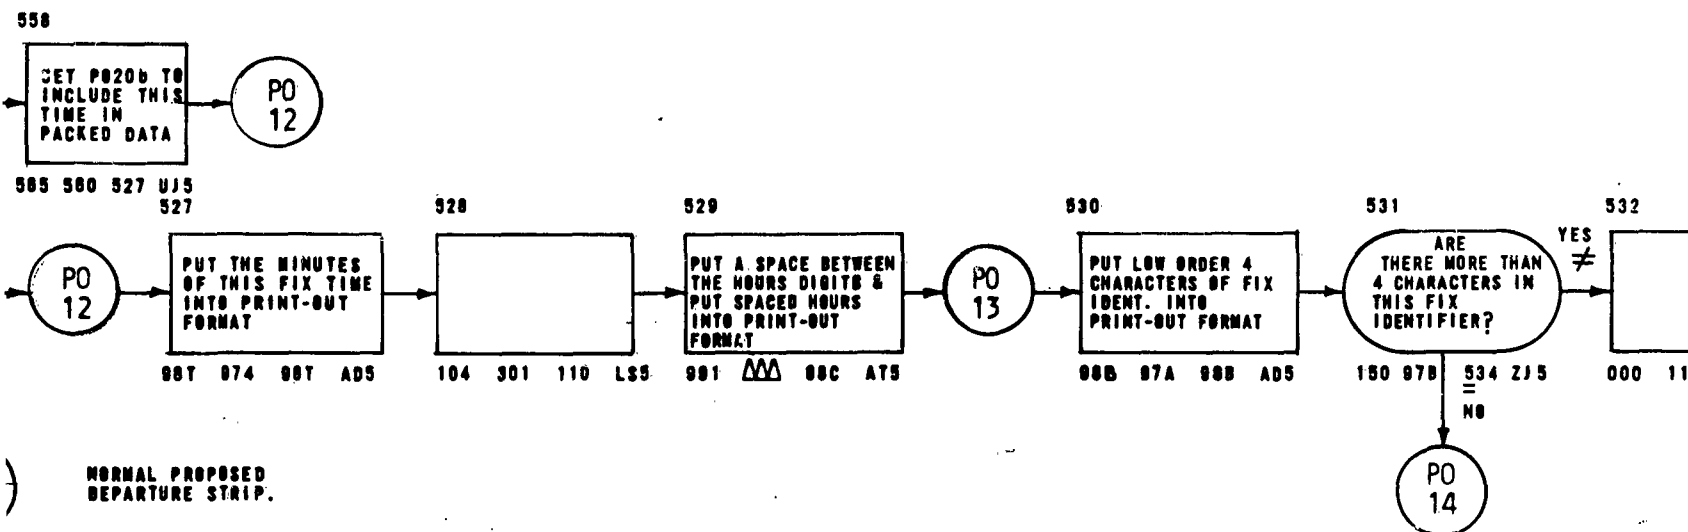 558
SET P020b TO
INCLUDE THIS
TIME IN
PACKED DATA
PO
12
565 560 527 UJ5
527
528
529
530
531
532
PO
12
PUT THE MINUTES
OF THIS FIX TIME
INTO PRINT-OUT
FORMAT
PUT A SPACE BETWEEN
THE HOURS DIGITS &
PUT SPACED HOURS
INTO PRINT-OUT
FORMAT
PO
13
PUT LOW ORDER 4
CHARACTERS OF FIX
IDENT. INTO
PRINT-OUT FORMAT
ARE
THERE MORE THAN
4 CHARACTERS IN
THIS FIX
IDENTIFIER?
YES
≠
98T 974 98T AD5
104 301 110 LS5
981 ΔΔΔ 98C AT5
98B 97A 98B AD5
150 97B 534 ZJ5
000 11
=
NO
PO
14
NORMAL PROPOSED
DEPARTURE STRIP.